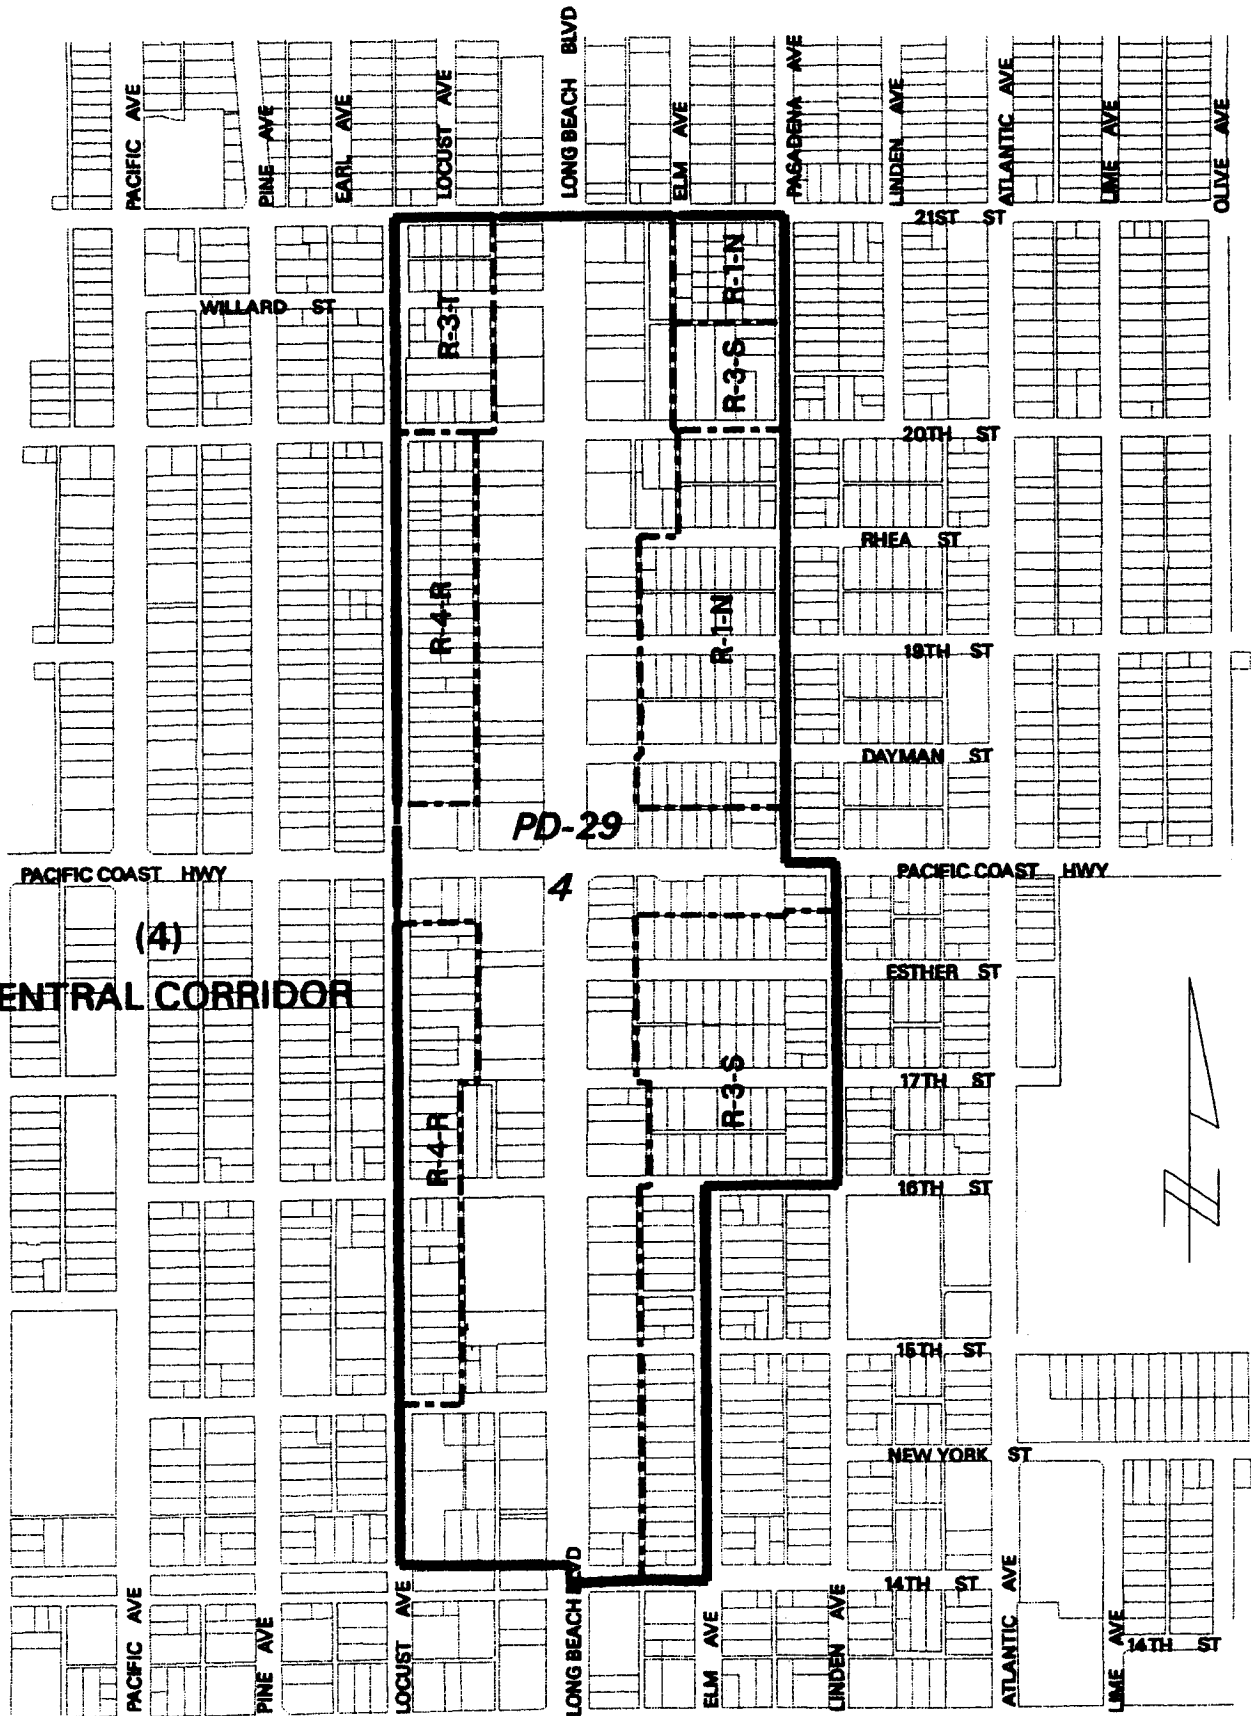 PACIFIC AVE
PINE AVE
EARL AVE
LOCUST AVE
LONG BEACH BLVD
ELM AVE
PASADENA AVE
LINDEN AVE
ATLANTIC AVE
LIME AVE
OLIVE AVE
21ST ST
WILLARD ST
R-3-T
R-1-N
R-3-S
20TH ST
RHEA ST
R-4-R
R-1-N
19TH ST
DAYMAN ST
PD-29
PACIFIC COAST HWY
4
PACIFIC COAST HWY
(4)
ENTRAL CORRIDOR
ESTHER ST
17TH ST
R-3-S
R-4-R
16TH ST
15TH ST
NEW YORK ST
14TH ST
14TH ST
PACIFIC AVE
PINE AVE
LOCUST AVE
LONG BEACH BLVD
ELM AVE
LINDEN AVE
ATLANTIC AVE
LIME AVE